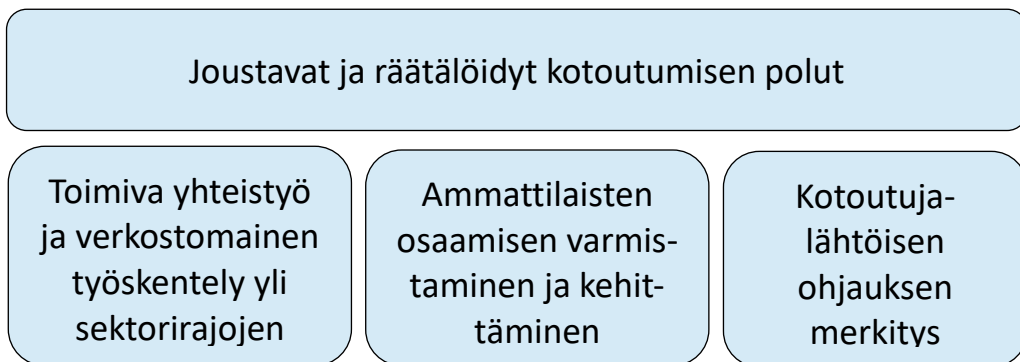 Joustavat ja räätälöidyt kotoutumisen polut
Toimiva yhteistyö
ja verkostomainen
työskentely yli
sektorirajojen
Ammattilaisten
osaamisen varmis-
taminen ja kehit-
täminen
Kotoutuja-
lähtöisen
ohjauksen
merkitys